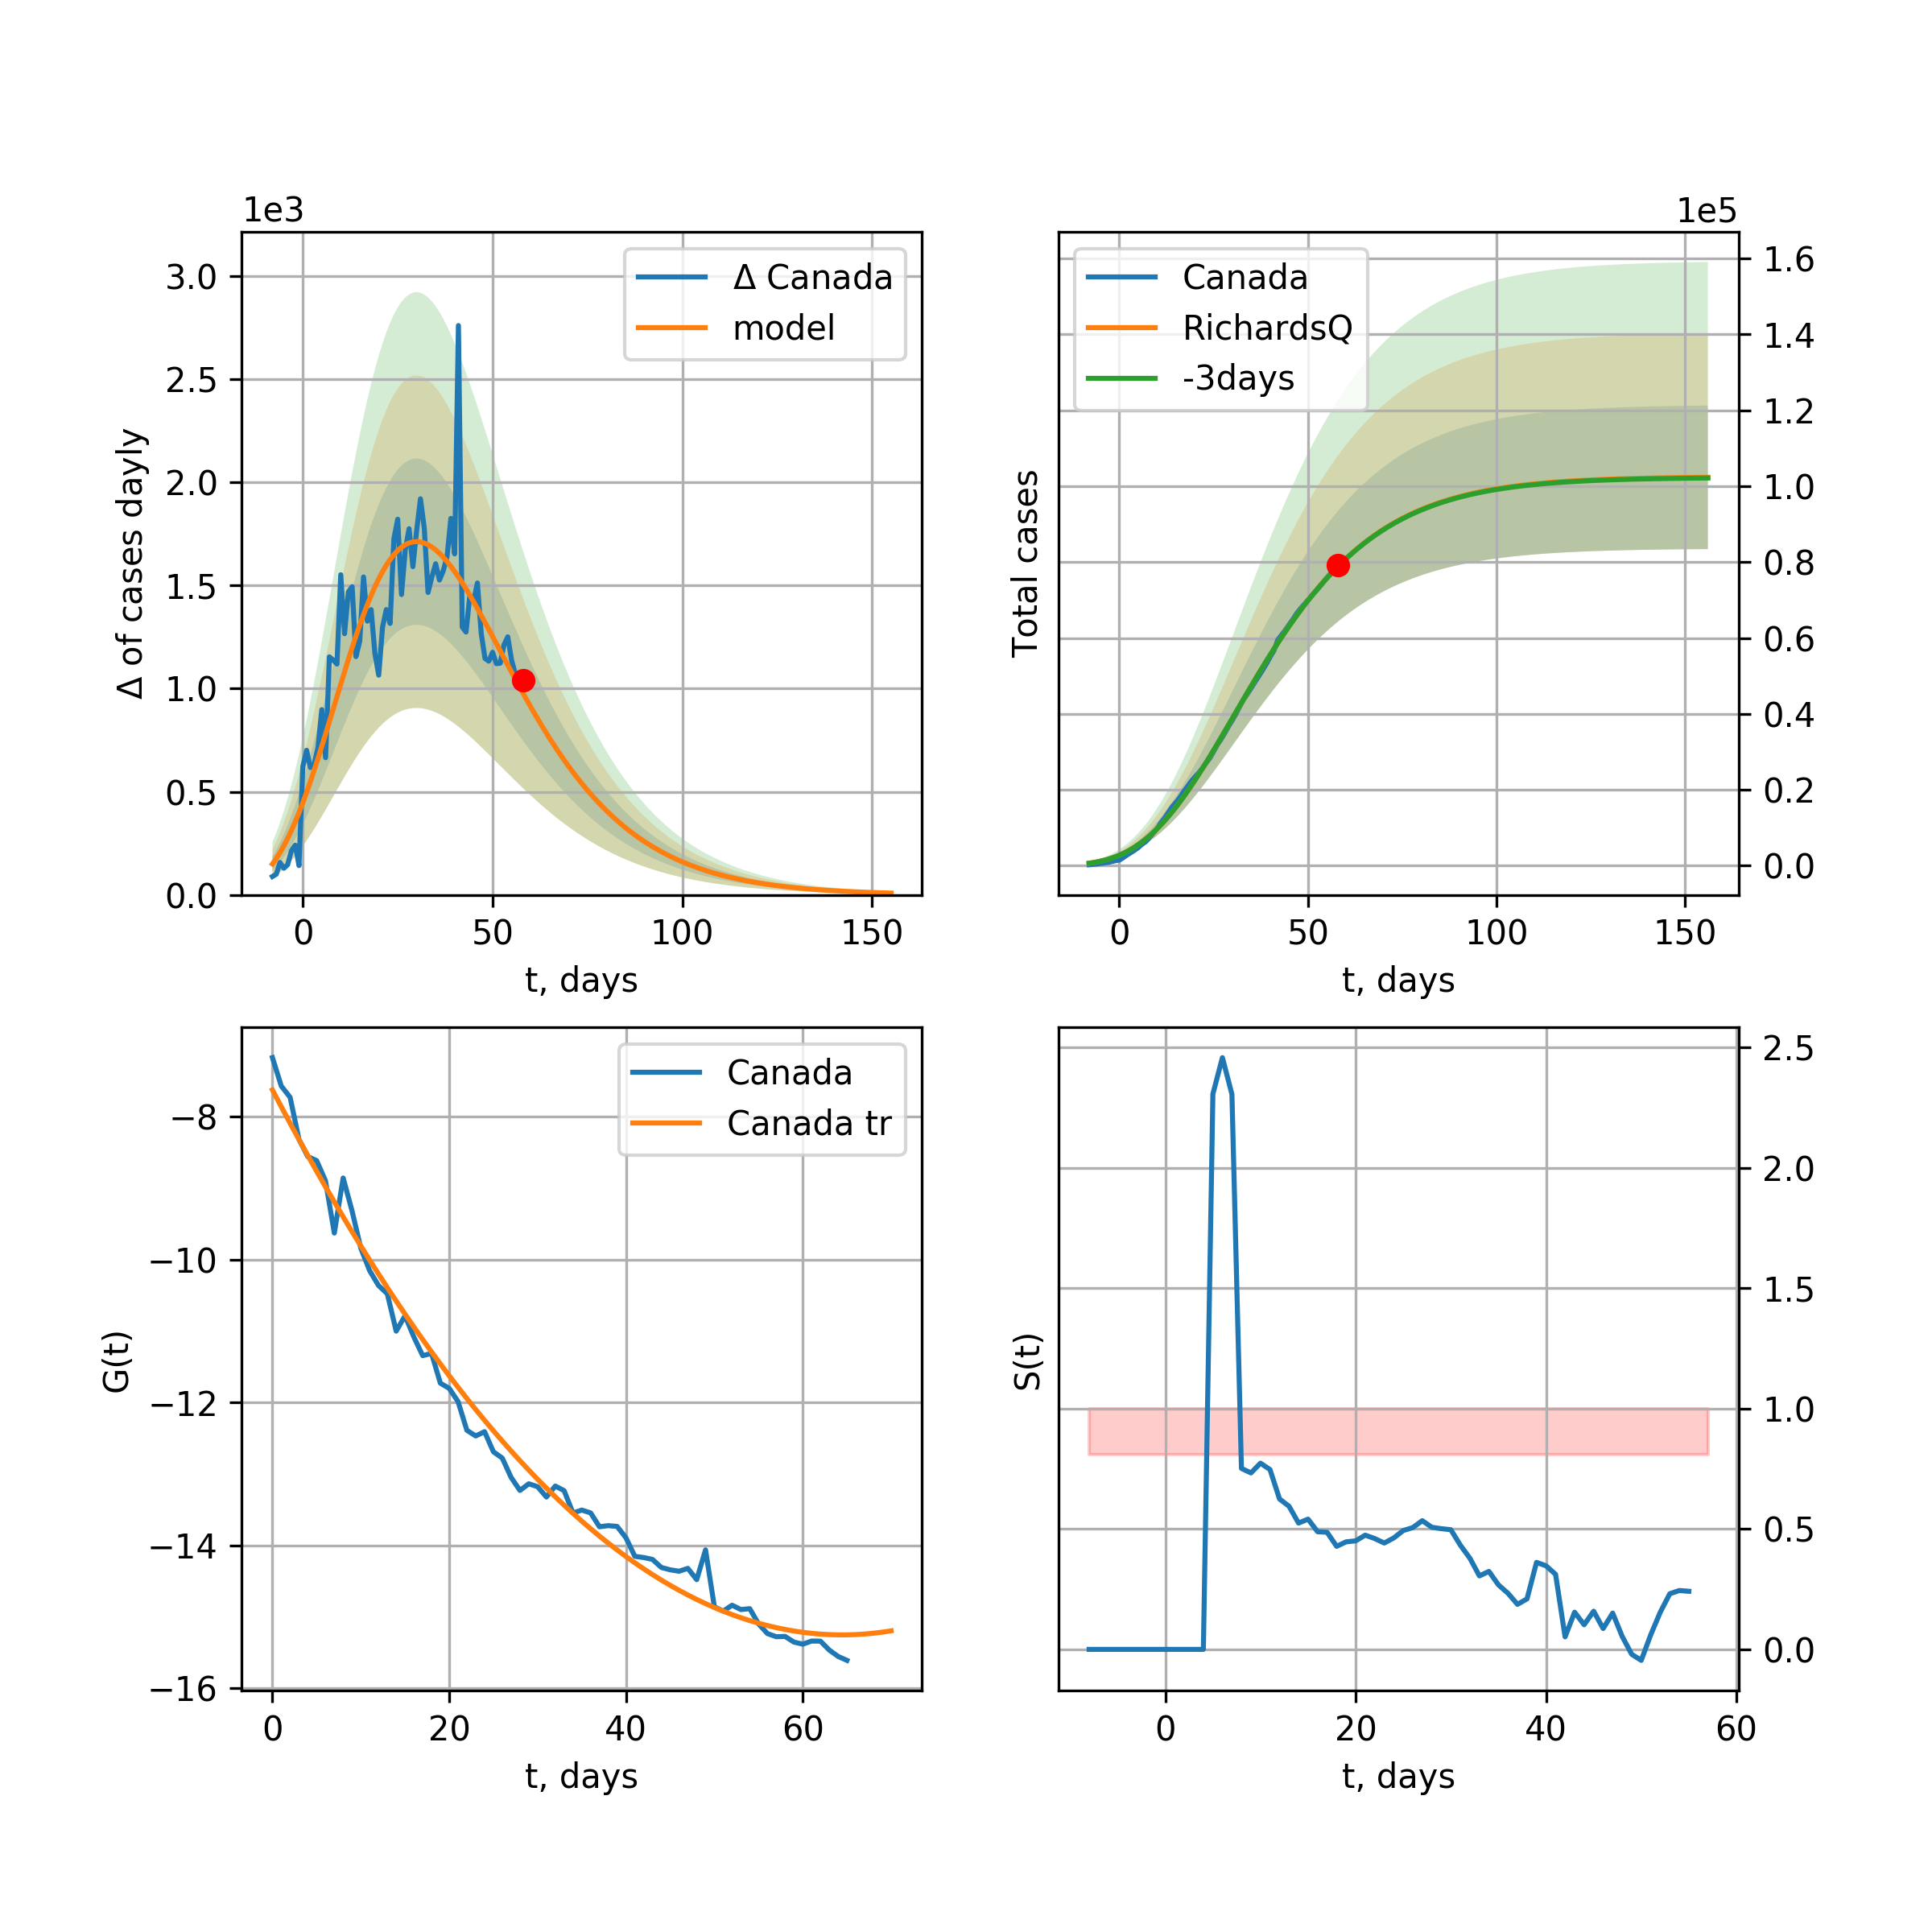 1e3
3.0
2.5
2.0
1.5
1.0
0.5
0.0
Δ of cases dayly
Δ Canada
model
0 50 100 150
t, days
1e5
1.6
1.4
1.2
1.0
0.8
0.6
0.4
0.2
0.0
Total cases
Canada
RichardsQ
-3days
0 50 100 150
t, days
−8
−10
−12
−14
−16
G(t)
Canada
Canada tr
0 20 40 60
t, days
2.5
2.0
1.5
1.0
0.5
0.0
S(t)
0 20 40 60
t, days